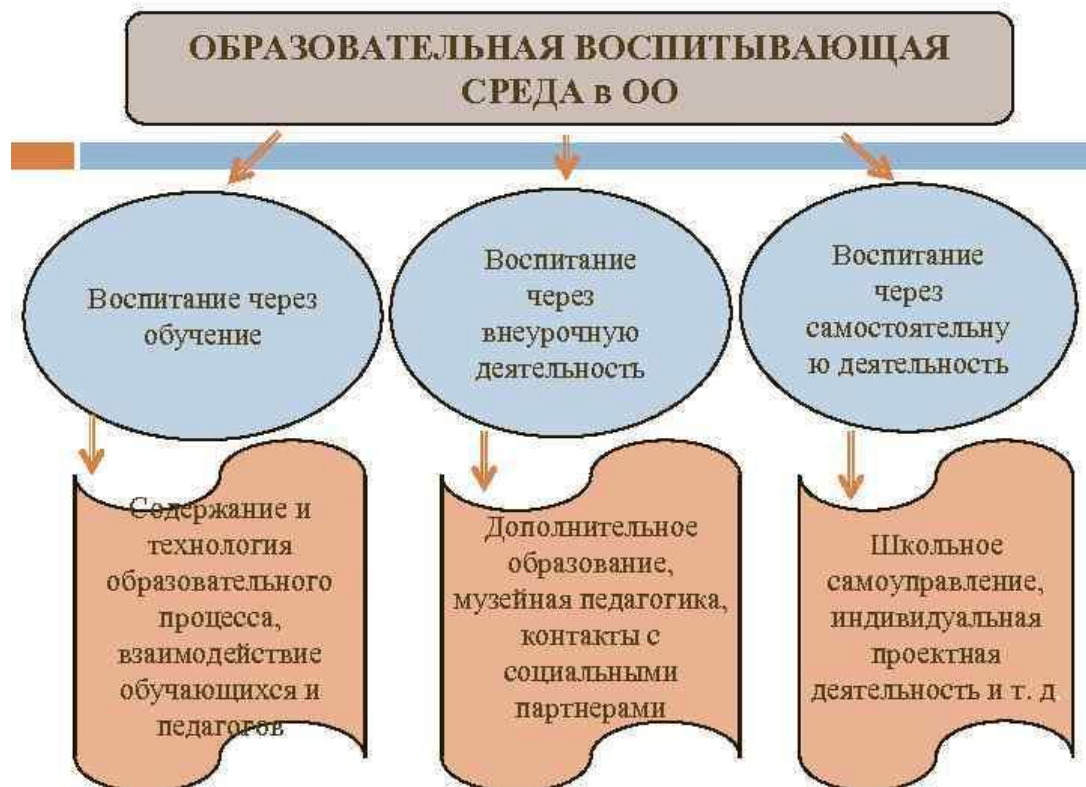 ОБРАЗОВАТЕЛЬНАЯ ВОСПИТЫВАЮЩАЯ
СРЕДА в ОО
Воспитание через
обучение
Воспитание
через
внеурочную
деятельность
Воспитание
через
самостоятельну
ю деятельность
Содержание и
технология
образовательного
процесса,
взаимодействие
обучающихся и
педагогов
Дополнительное
образование,
музейная педагогика,
контакты с
социальными
партнерами
Школьное
самоуправление,
индивидуальная
проектная
деятельность и т. д